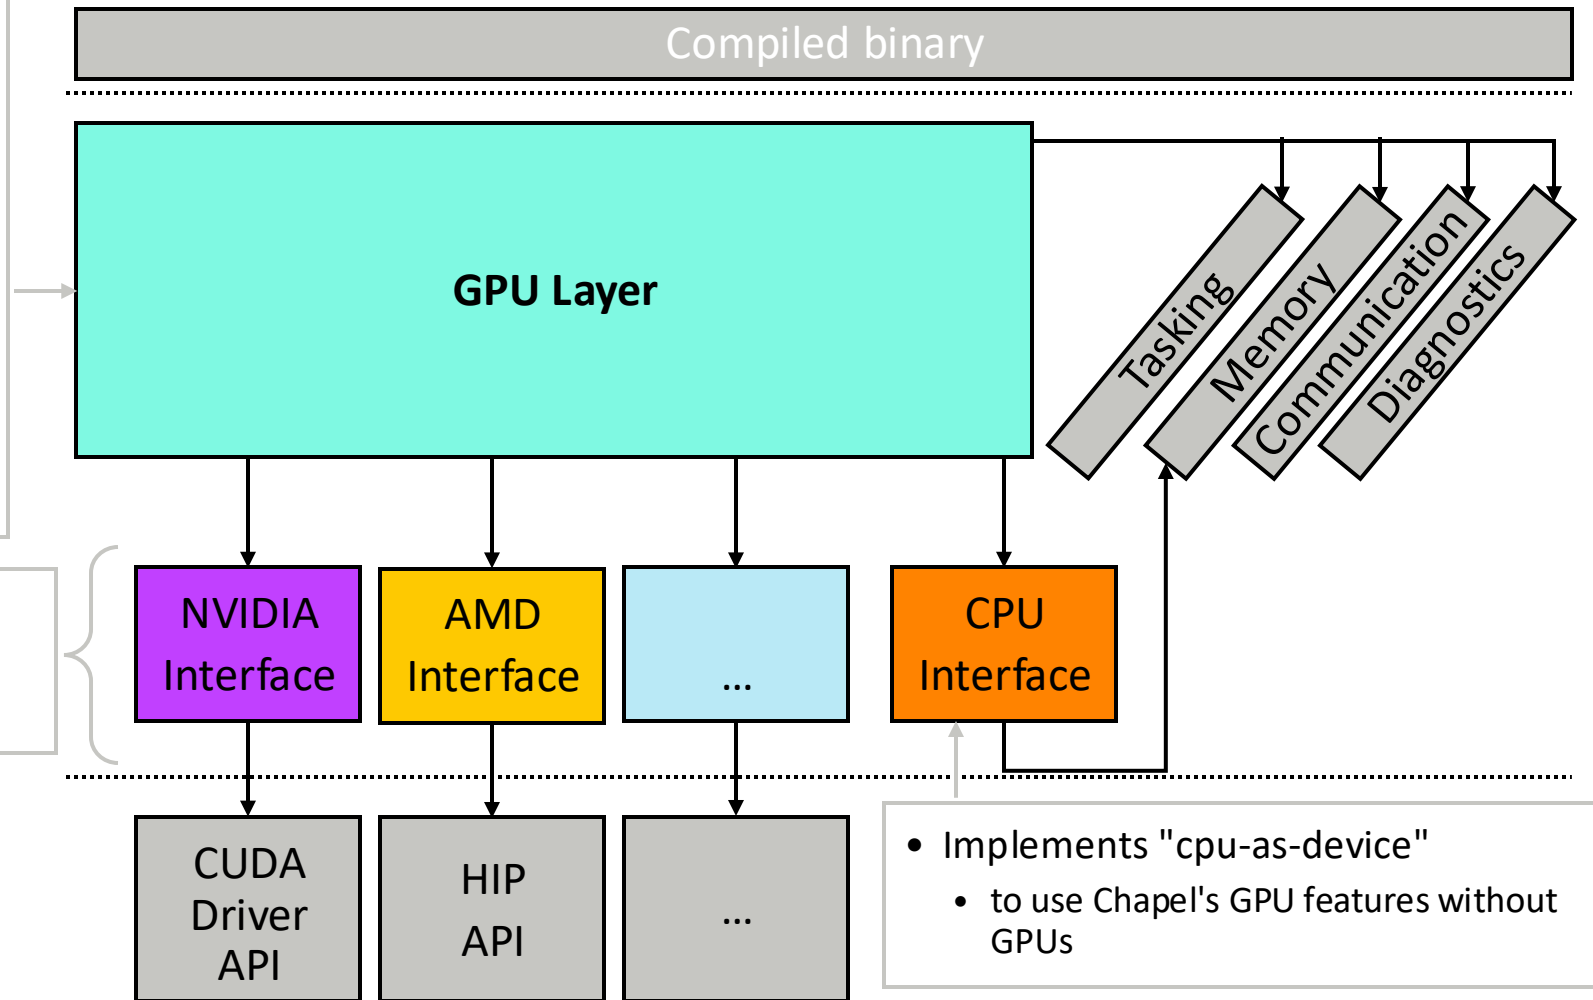 Compiled binary
GPU Layer
Tasking
Memory
Communication
Diagnostics
NVIDIA
Interface
AMD
Interface
...
CPU
Interface
CUDA
Driver
API
HIP
API
...
• Implements "cpu-as-device"
• to use Chapel's GPU features without
GPUs